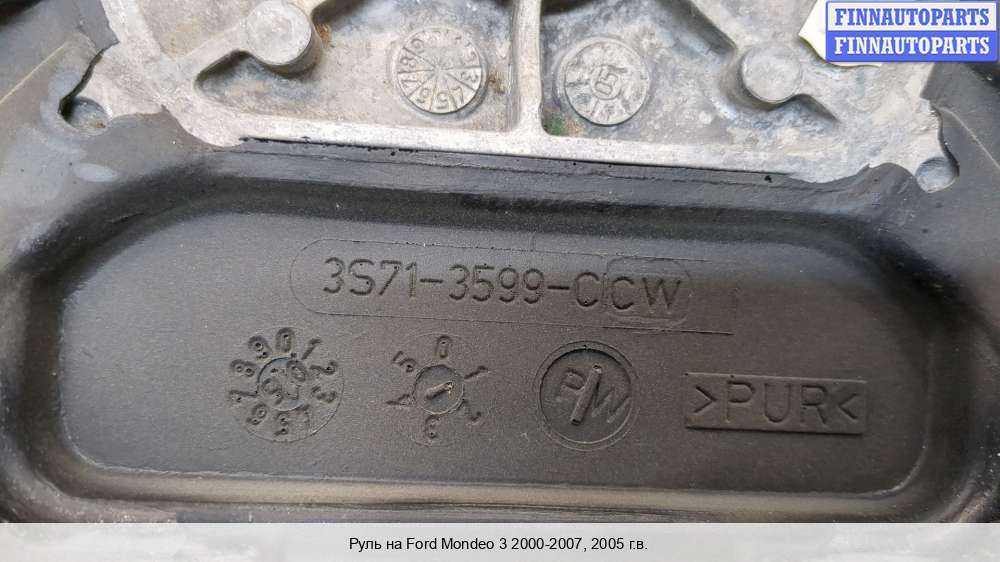 FINNAUTOPARTS
FINNAUTOPARTS
3S71-3599-CCW
P/W
>PUR<
Руль на Ford Mondeo 3 2000-2007, 2005 г.в.